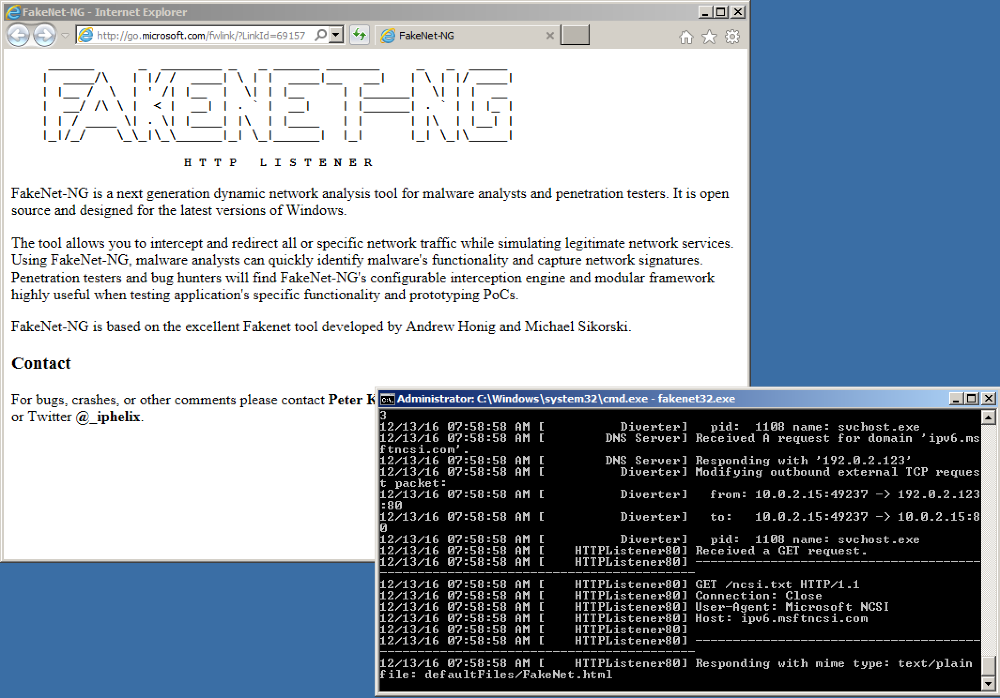 FakeNet-NG - Internet Explorer
http://go.microsoft.com/fwlink/?LinkId=69157
FakeNet-NG
FAKENET-NG
HTTP LISTENER
FakeNet-NG is a next generation dynamic network analysis tool for malware analysts and penetration testers. It is open
source and designed for the latest versions of Windows.
The tool allows you to intercept and redirect all or specific network traffic while simulating legitimate network services.
Using FakeNet-NG, malware analysts can quickly identify malware's functionality and capture network signatures.
Penetration testers and bug hunters will find FakeNet-NG's configurable interception engine and modular framework
highly useful when testing application's specific functionality and prototyping PoCs.
FakeNet-NG is based on the excellent Fakenet tool developed by Andrew Honig and Michael Sikorski.
Contact
For bugs, crashes, or other comments please contact Peter K
or Twitter @_iphelix.
Administrator: C:\Windows\system32\cmd.exe - fakenet32.exe
3
12/13/16 07:58:58 AM [          Diverter]   pid:  1108 name: svchost.exe
12/13/16 07:58:58 AM [        DNS Server] Received A request for domain 'ipv6.ms
ftncsi.com'.
12/13/16 07:58:58 AM [        DNS Server] Responding with '192.0.2.123'
12/13/16 07:58:58 AM [          Diverter] Modifying outbound external TCP reques
t packet:
12/13/16 07:58:58 AM [          Diverter]   from: 10.0.2.15:49237 -> 192.0.2.123
:80
12/13/16 07:58:58 AM [          Diverter]   to:   10.0.2.15:49237 -> 10.0.2.15:8
0
12/13/16 07:58:58 AM [          Diverter]   pid:  1108 name: svchost.exe
12/13/16 07:58:58 AM [    HTTPListener80] Received a GET request.
12/13/16 07:58:58 AM [    HTTPListener80] --------------------------------------
------------------------------------------
12/13/16 07:58:58 AM [    HTTPListener80] GET /ncsi.txt HTTP/1.1
12/13/16 07:58:58 AM [    HTTPListener80] Connection: Close
12/13/16 07:58:58 AM [    HTTPListener80] User-Agent: Microsoft NCSI
12/13/16 07:58:58 AM [    HTTPListener80] Host: ipv6.msftncsi.com
12/13/16 07:58:58 AM [    HTTPListener80]
12/13/16 07:58:58 AM [    HTTPListener80] --------------------------------------
------------------------------------------
12/13/16 07:58:58 AM [    HTTPListener80] Responding with mime type: text/plain
file: defaultFiles/FakeNet.html